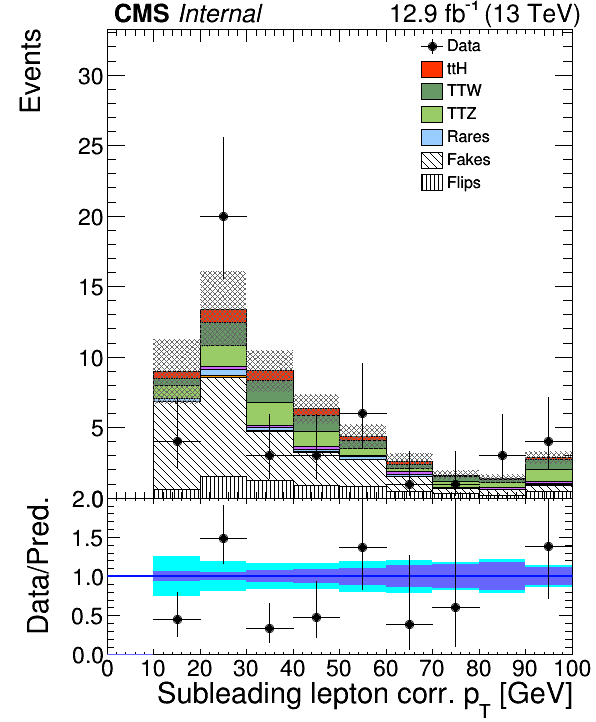 CMS Internal 12.9 fb⁻¹ (13 TeV)
Events
30
25
20
15
10
5
Data
ttH
TTW
TTZ
Rares
Fakes
Flips
Data/Pred.
2.0
1.5
1.0
0.5
0.0
0 10 20 30 40 50 60 70 80 90 100
Subleading lepton corr. p_T [GeV]